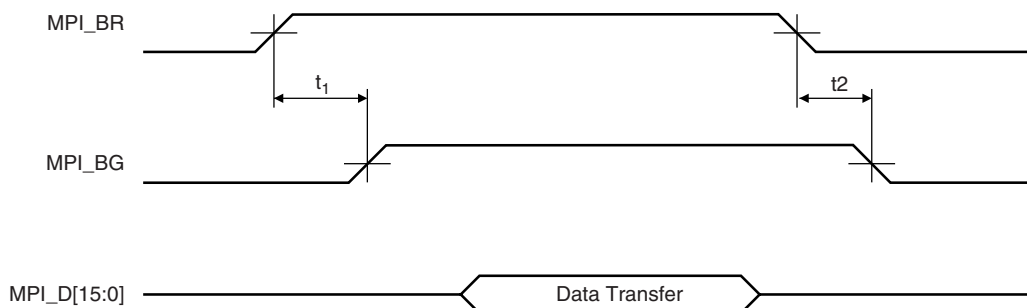 MPI_BR
t1
t2
MPI_BG
MPI_D[15:0]
Data Transfer